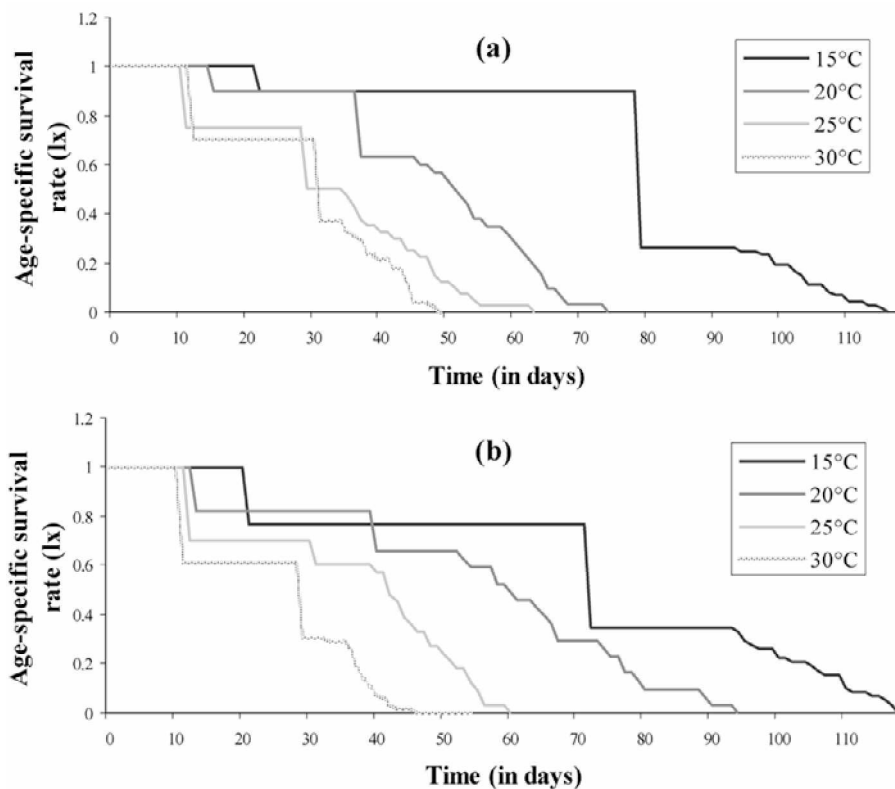 (a)
1.2
1
0.8
0.6
0.4
0.2
0
Age-specific survival
rate (lx)
0 10 20 30 40 50 60 70 80 90 100 110
Time (in days)
15°C
20°C
25°C
30°C
(b)
1.2
1
0.8
0.6
0.4
0.2
0
Age-specific survival
rate (lx)
0 10 20 30 40 50 60 70 80 90 100 110
Time (in days)
15°C
20°C
25°C
30°C